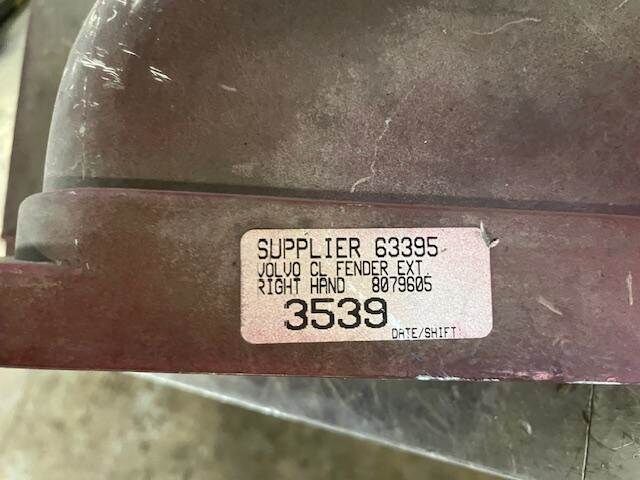 SUPPLIER 63395
VOLVO CL FENDER EXT.
RIGHT HAND 8079605
3539
DATE/SHIFT